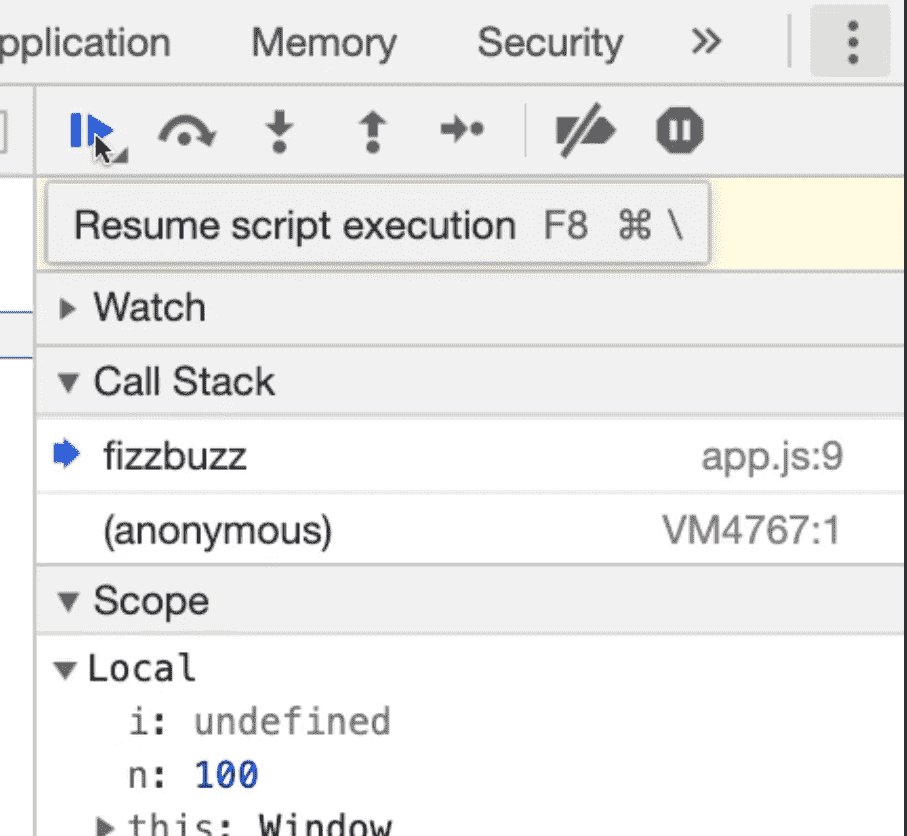 pplication Memory Security »
Resume script execution F8 ⌘ \
Watch
Call Stack
fizzbuzz app.js:9
(anonymous) VM4767:1
Scope
Local
i: undefined
n: 100
this: Window